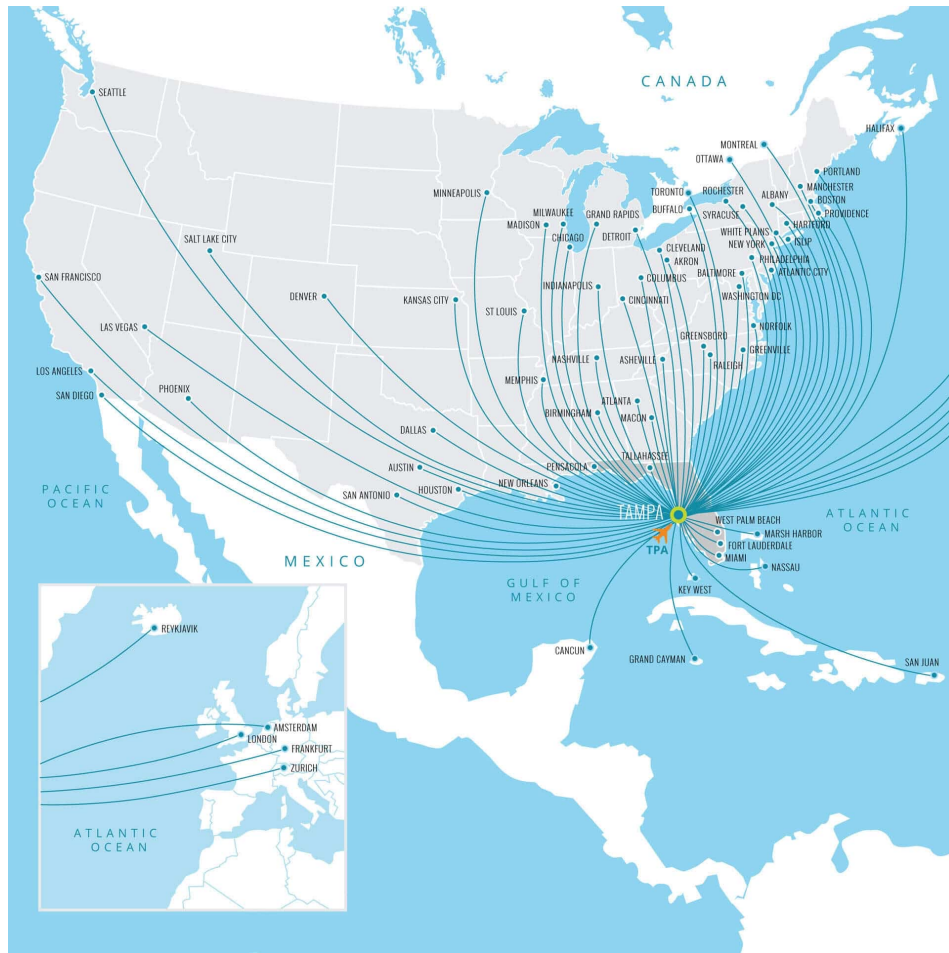 CANADA
SEATTLE
HALIFAX
MONTREAL
OTTAWA
PORTLAND
MINNEAPOLIS
TORONTO
ROCHESTER
ALBANY
MANCHESTER
BOSTON
MILWAUKEE
GRAND RAPIDS
BUFFALO
SYRACUSE
PROVIDENCE
MADISON
HARTFORD
SALT LAKE CITY
CHICAGO
DETROIT
WHITE PLAINS
NEW YORK
ISLIP
CLEVELAND
PHILADELPHIA
AKRON
SAN FRANCISCO
BALTIMORE
ATLANTIC CITY
COLUMBUS
INDIANAPOLIS
DENVER
KANSAS CITY
CINCINNATI
WASHINGTON DC
ST LOUIS
LAS VEGAS
NORFOLK
GREENSBORO
NASHVILLE
ASHEVILLE
GREENVILLE
RALEIGH
LOS ANGELES
MEMPHIS
PHOENIX
SAN DIEGO
ATLANTA
BIRMINGHAM
MACON
DALLAS
TALLAHASSEE
AUSTIN
PENSACOLA
PACIFIC
OCEAN
SAN ANTONIO
HOUSTON
NEW ORLEANS
TAMPA
ATLANTIC
OCEAN
WEST PALM BEACH
MARSH HARBOR
FORT LAUDERDALE
TPA
MIAMI
MEXICO
NASSAU
GULF OF
MEXICO
KEY WEST
CANCUN
GRAND CAYMAN
SAN JUAN
REYKJAVIK
AMSTERDAM
LONDON
FRANKFURT
ZURICH
ATLANTIC
OCEAN